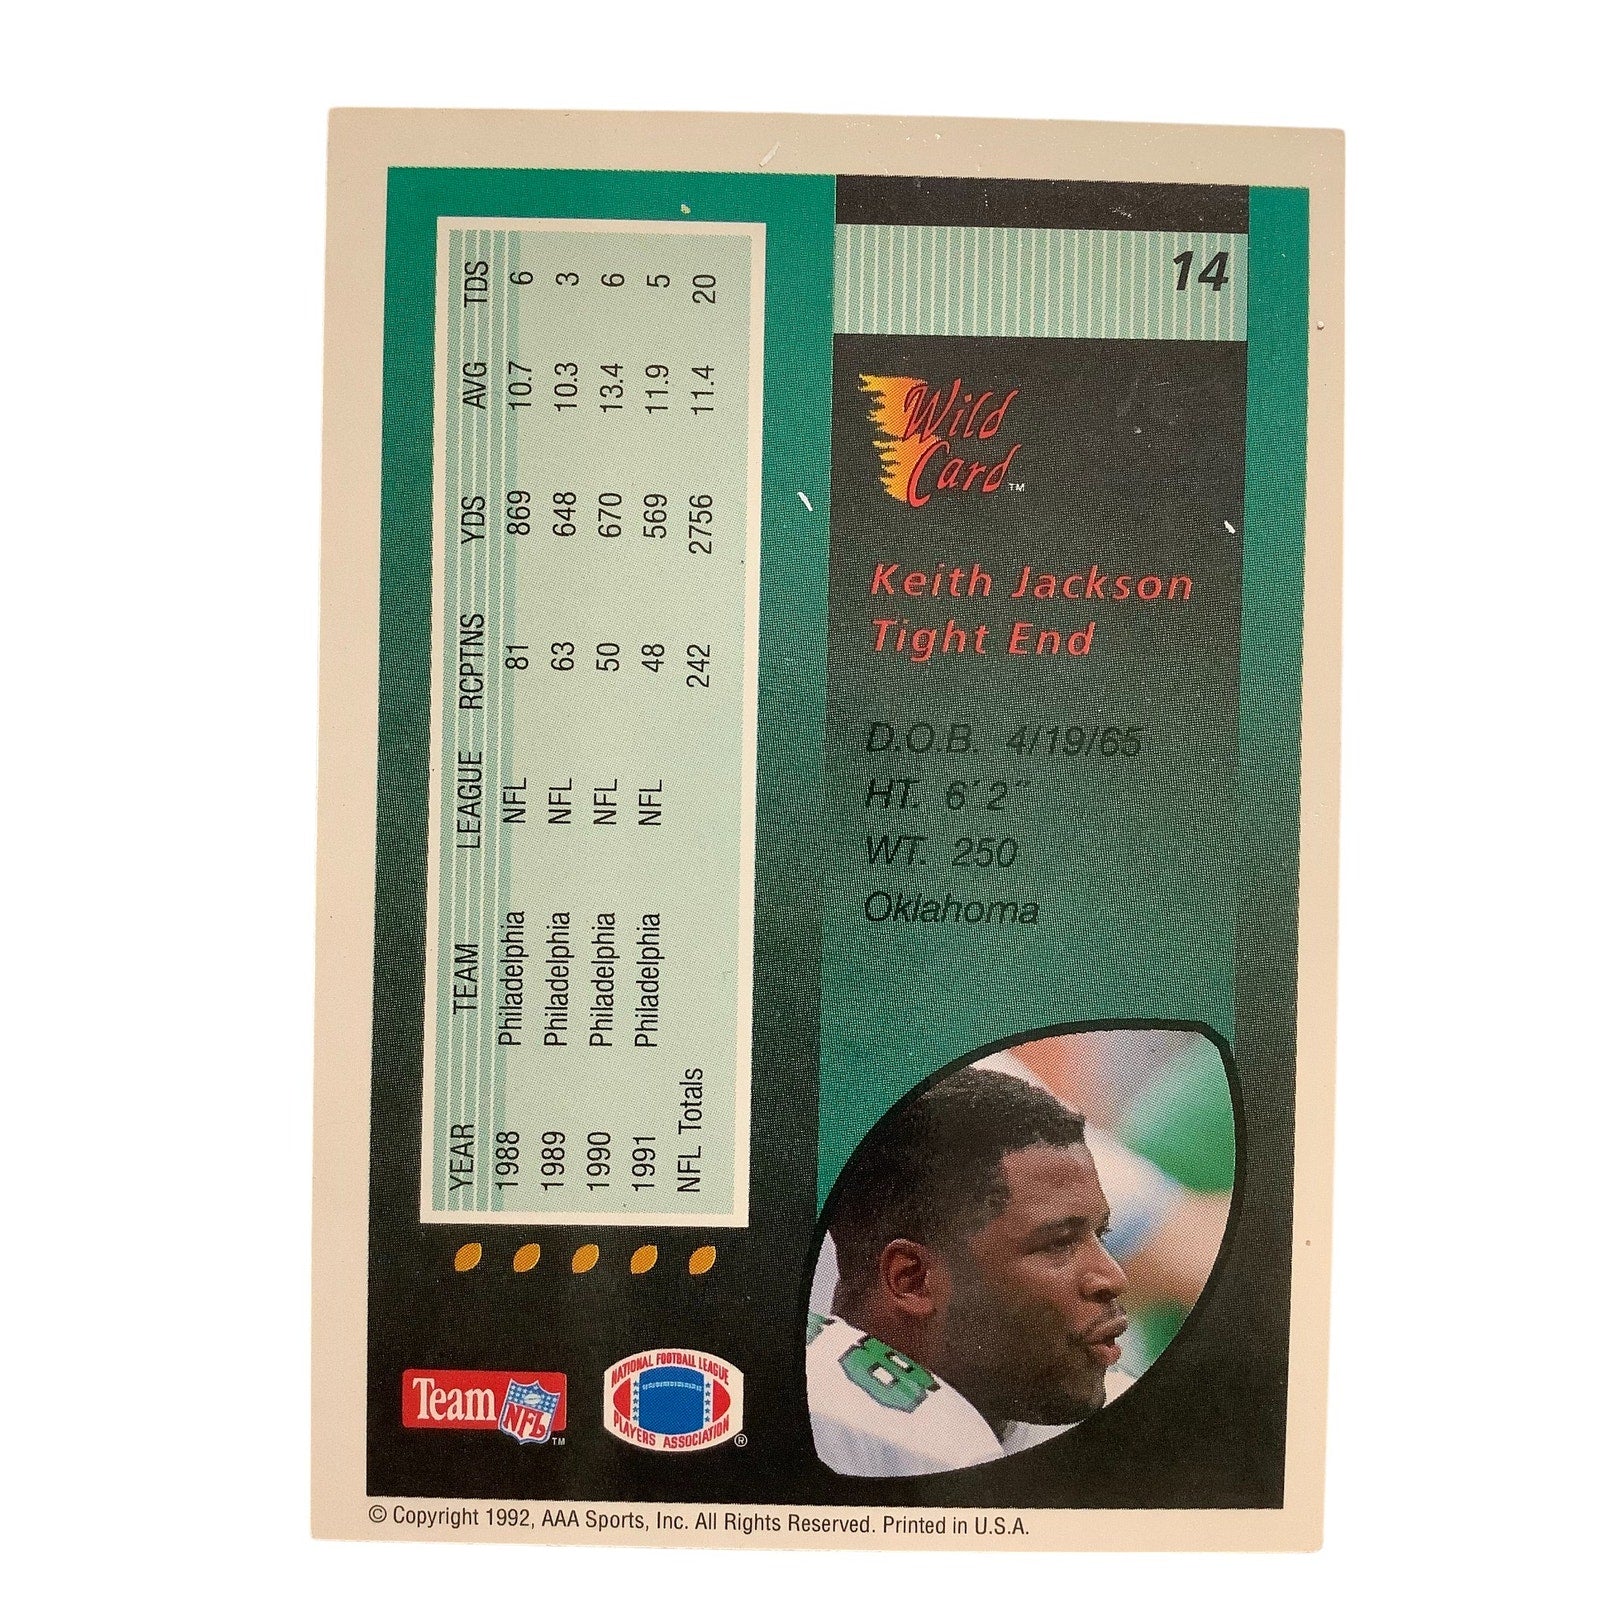 14
Wild
Card™
Keith Jackson
Tight End
D.O.B. 4/19/65
HT. 6' 2"
WT. 250
Oklahoma
YEAR TEAM LEAGUE RCPTNS YDS AVG TDS
1988 Philadelphia NFL 81 869 10.7 6
1989 Philadelphia NFL 63 648 10.3 3
1990 Philadelphia NFL 50 670 13.4 6
1991 Philadelphia NFL 48 569 11.9 5
NFL Totals 242 2756 11.4 20
8
Team NFL™
NATIONAL FOOTBALL LEAGUE
PLAYERS ASSOCIATION ®
© Copyright 1992, AAA Sports, Inc. All Rights Reserved. Printed in U.S.A.